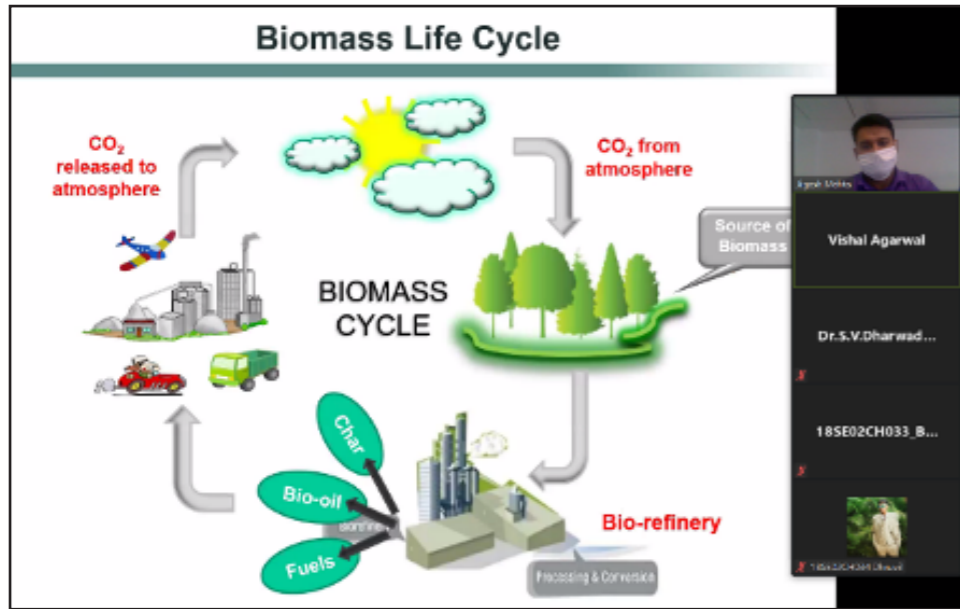 Biomass Life Cycle
CO₂
released to
atmosphere
CO₂ from
atmosphere
Source of
Biomass
BIOMASS
CYCLE
Char
Bio-oil
Fuels
Bio-refinery
Processing & Conversion
Vishal Agarwal
Dr.S.V.Dharwad...
18SE02CH033_B...